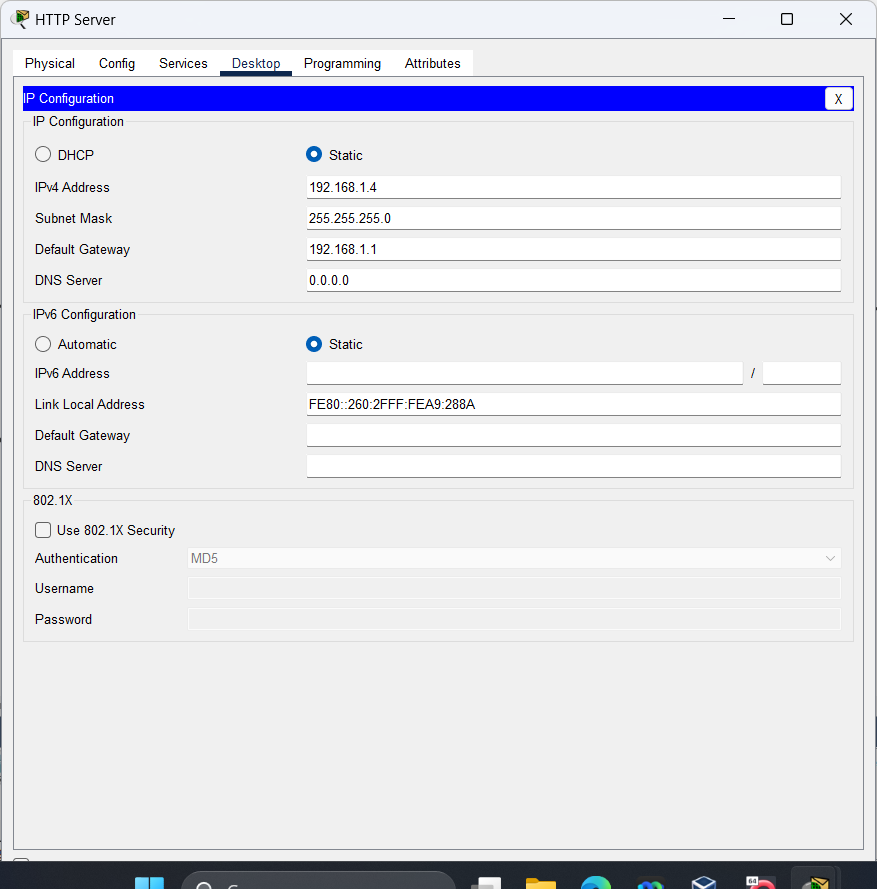 HTTP Server
Physical Config Services Desktop Programming Attributes
IP Configuration X
IP Configuration
DHCP Static
IPv4 Address 192.168.1.4
Subnet Mask 255.255.255.0
Default Gateway 192.168.1.1
DNS Server 0.0.0.0
IPv6 Configuration
Automatic Static
IPv6 Address /
Link Local Address FE80::260:2FFF:FEA9:288A
Default Gateway
DNS Server
802.1X
Use 802.1X Security
Authentication MD5
Username
Password
64